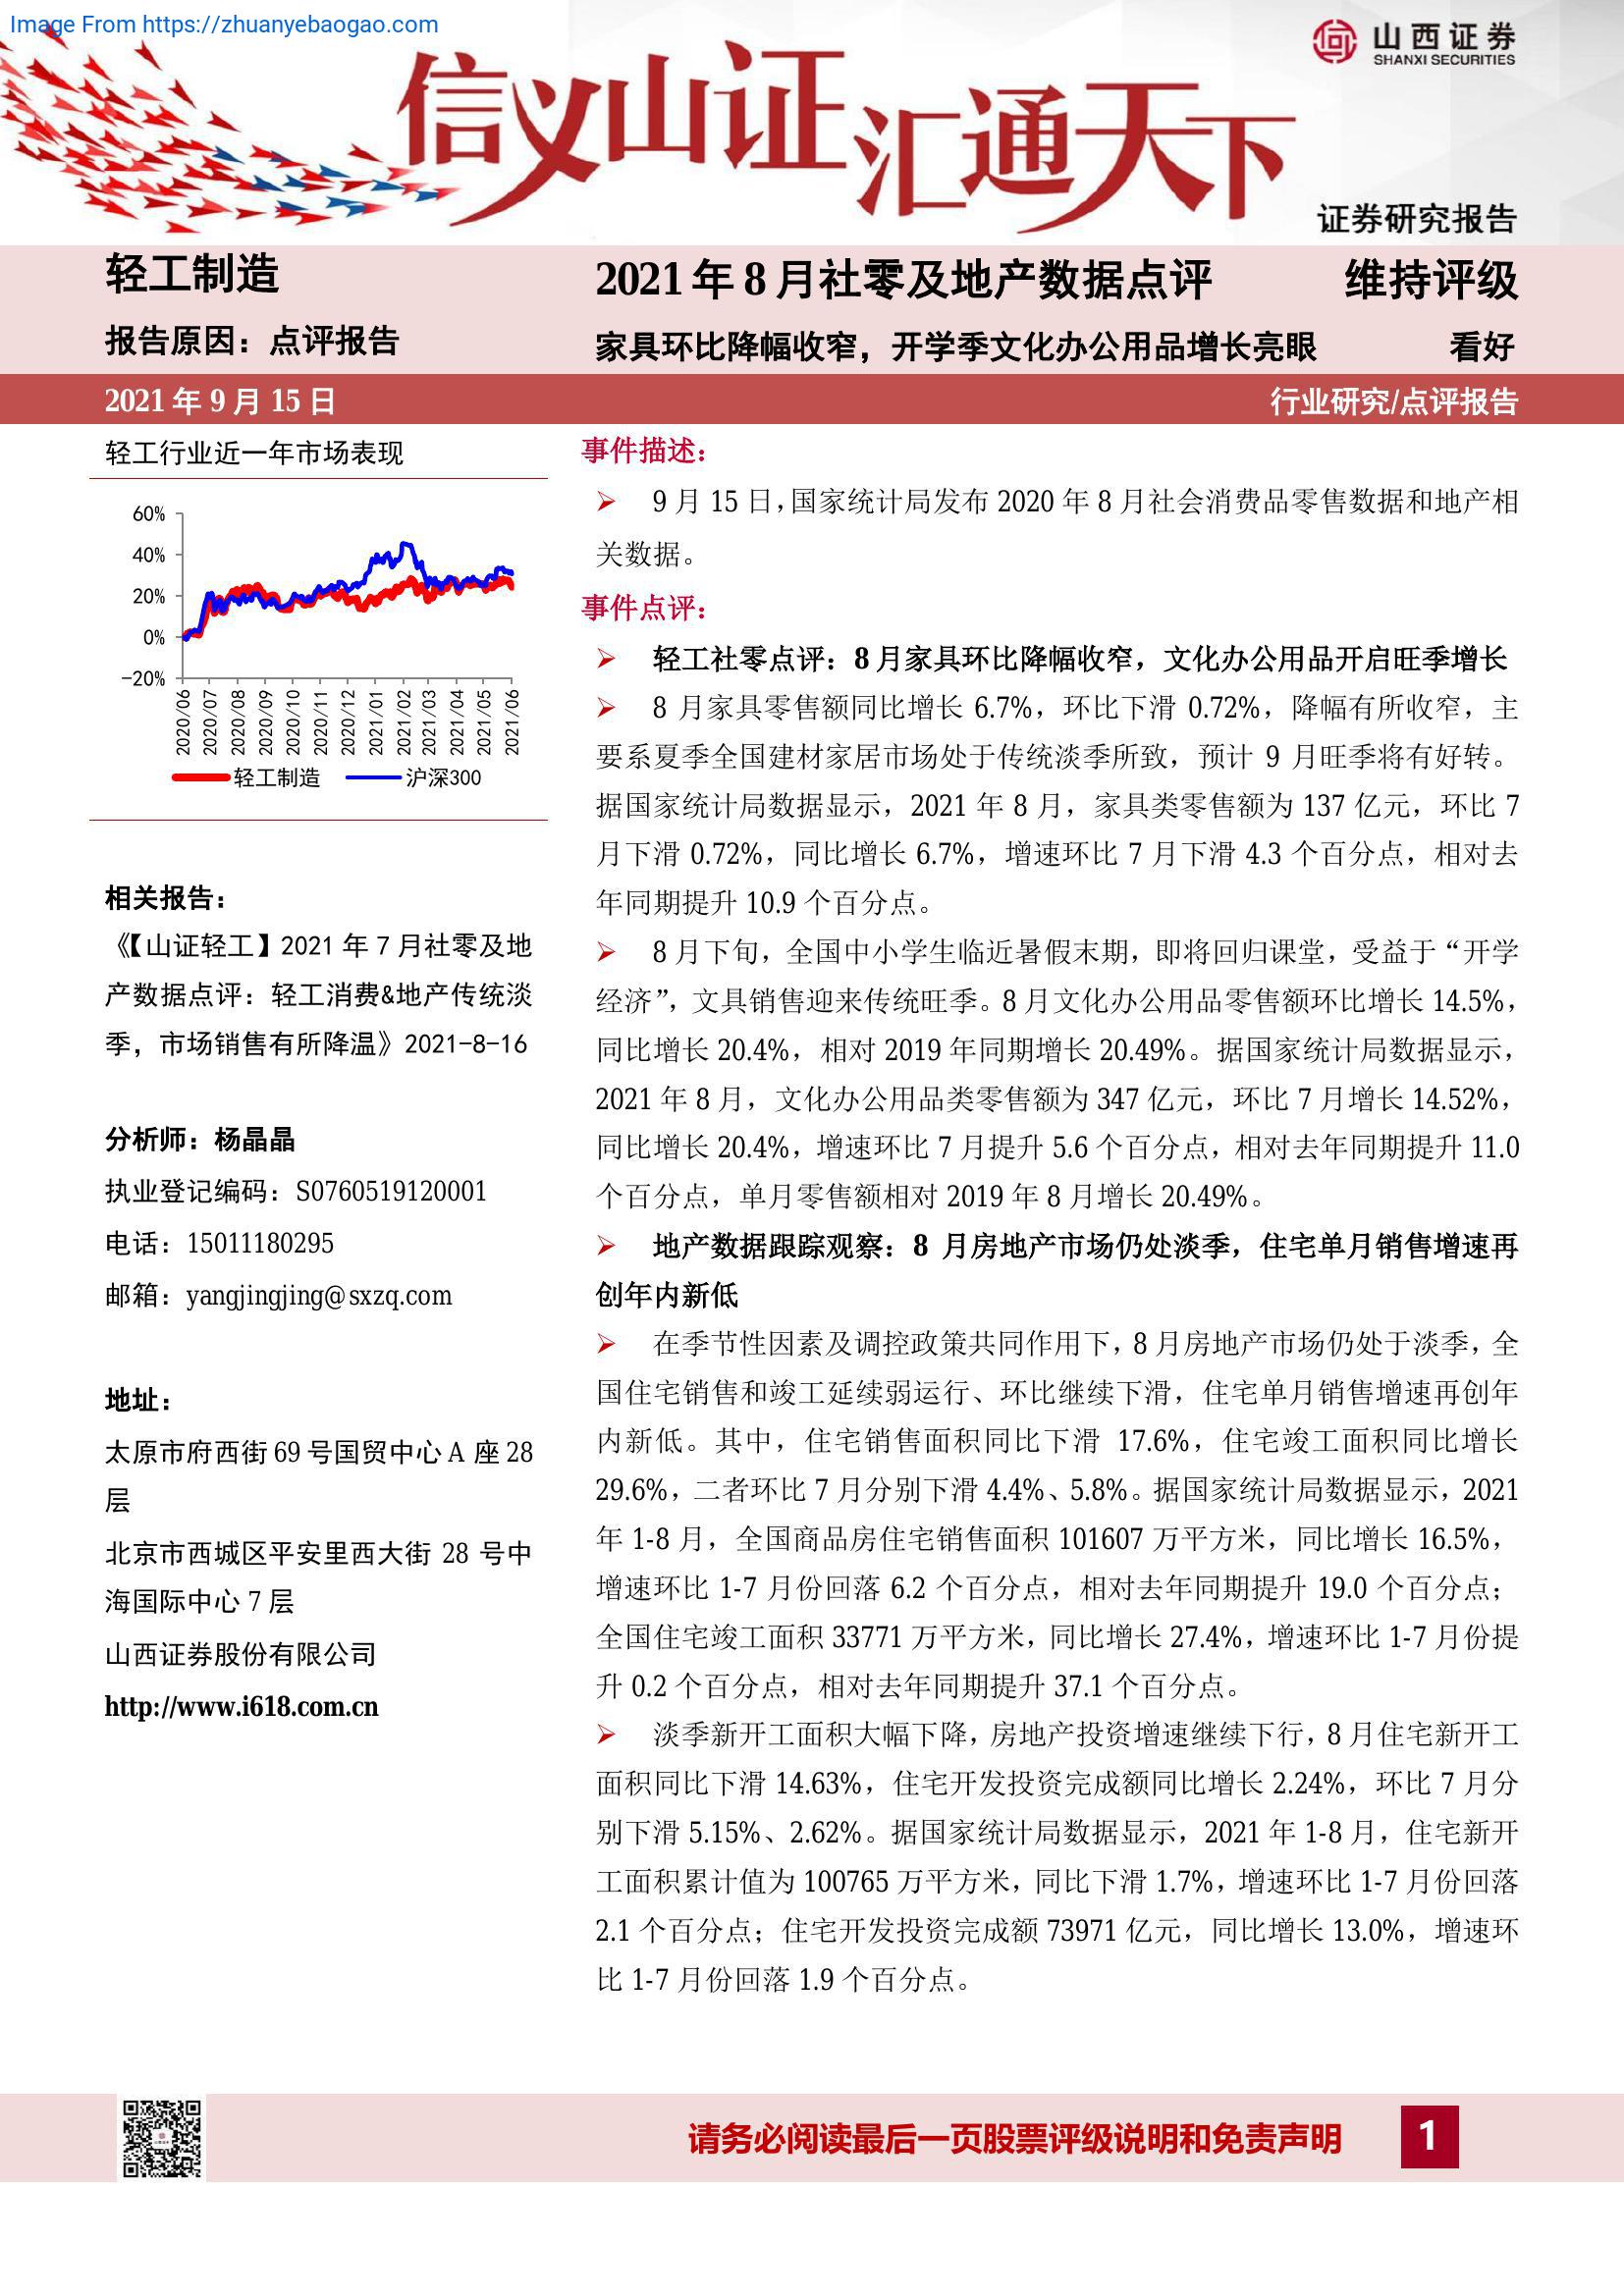 Image From https://zhuanyebaogao.com
山西证券
SHANXI SECURITIES
信义山证汇通天下
证券研究报告
轻工制造
报告原因：点评报告
2021 年 8 月社零及地产数据点评
维持评级
家具环比降幅收窄，开学季文化办公用品增长亮眼
看好
2021 年 9 月 15 日
行业研究/点评报告
轻工行业近一年市场表现
60%
40%
20%
0%
-20%
2020/06
2020/07
2020/08
2020/09
2020/10
2020/11
2020/12
2021/01
2021/02
2021/03
2021/04
2021/05
2021/06
轻工制造
沪深300
相关报告：
《【山证轻工】2021 年 7 月社零及地
产数据点评：轻工消费&地产传统淡
季，市场销售有所降温》2021-8-16
分析师：杨晶晶
执业登记编码：S0760519120001
电话：15011180295
邮箱：yangjingjing@sxzq.com
地址：
太原市府西街 69 号国贸中心 A 座 28
层
北京市西城区平安里西大街 28 号中
海国际中心 7 层
山西证券股份有限公司
http://www.i618.com.cn
事件描述：
9 月 15 日，国家统计局发布 2020 年 8 月社会消费品零售数据和地产相
关数据。
事件点评：
轻工社零点评：8 月家具环比降幅收窄，文化办公用品开启旺季增长
8 月家具零售额同比增长 6.7%，环比下滑 0.72%，降幅有所收窄，主
要系夏季全国建材家居市场处于传统淡季所致，预计 9 月旺季将有好转。
据国家统计局数据显示，2021 年 8 月，家具类零售额为 137 亿元，环比 7
月下滑 0.72%，同比增长 6.7%，增速环比 7 月下滑 4.3 个百分点，相对去
年同期提升 10.9 个百分点。
8 月下旬，全国中小学生临近暑假末期，即将回归课堂，受益于“开学
经济”，文具销售迎来传统旺季。8 月文化办公用品零售额环比增长 14.5%，
同比增长 20.4%，相对 2019 年同期增长 20.49%。据国家统计局数据显示，
2021 年 8 月，文化办公用品类零售额为 347 亿元，环比 7 月增长 14.52%，
同比增长 20.4%，增速环比 7 月提升 5.6 个百分点，相对去年同期提升 11.0
个百分点，单月零售额相对 2019 年 8 月增长 20.49%。
地产数据跟踪观察：8 月房地产市场仍处淡季，住宅单月销售增速再
创年内新低
在季节性因素及调控政策共同作用下，8 月房地产市场仍处于淡季，全
国住宅销售和竣工延续弱运行、环比继续下滑，住宅单月销售增速再创年
内新低。其中，住宅销售面积同比下滑 17.6%，住宅竣工面积同比增长
29.6%，二者环比 7 月分别下滑 4.4%、5.8%。据国家统计局数据显示，2021
年 1-8 月，全国商品房住宅销售面积 101607 万平方米，同比增长 16.5%，
增速环比 1-7 月份回落 6.2 个百分点，相对去年同期提升 19.0 个百分点；
全国住宅竣工面积 33771 万平方米，同比增长 27.4%，增速环比 1-7 月份提
升 0.2 个百分点，相对去年同期提升 37.1 个百分点。
淡季新开工面积大幅下降，房地产投资增速继续下行，8 月住宅新开工
面积同比下滑 14.63%，住宅开发投资完成额同比增长 2.24%，环比 7 月分
别下滑 5.15%、2.62%。据国家统计局数据显示，2021 年 1-8 月，住宅新开
工面积累计值为 100765 万平方米，同比下滑 1.7%，增速环比 1-7 月份回落
2.1 个百分点；住宅开发投资完成额 73971 亿元，同比增长 13.0%，增速环
比 1-7 月份回落 1.9 个百分点。
请务必阅读最后一页股票评级说明和免责声明
1